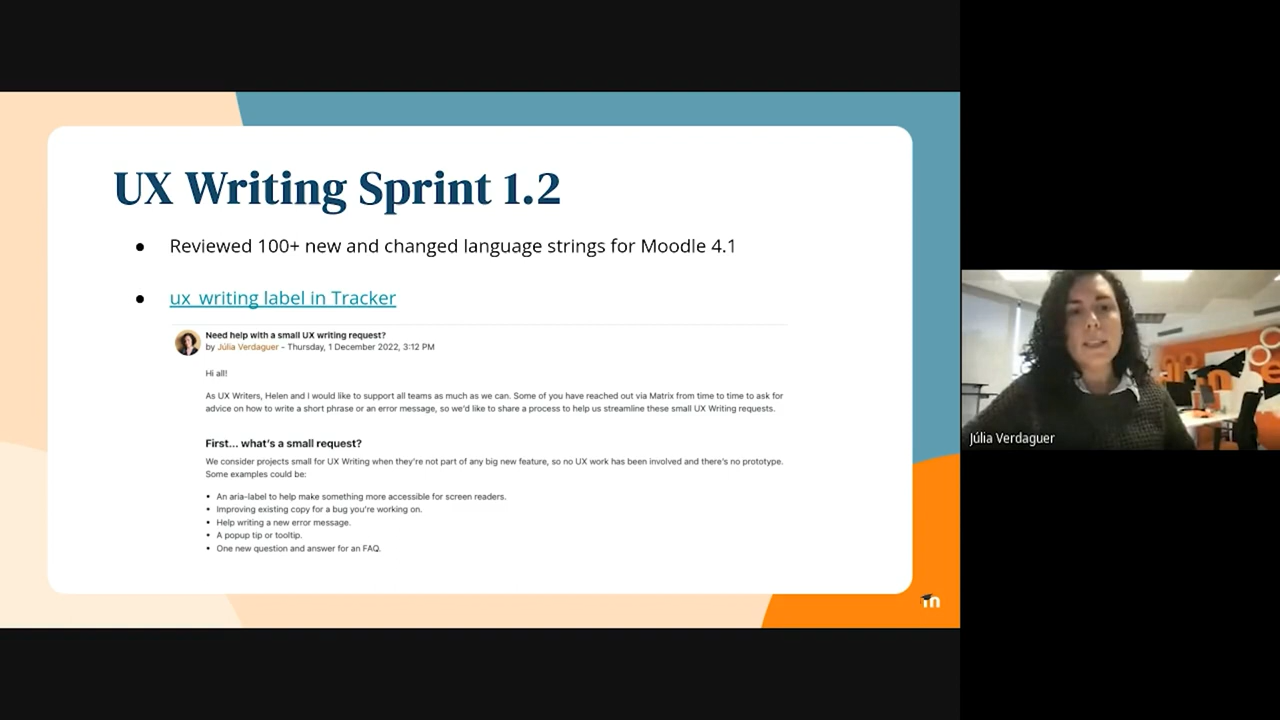 UX Writing Sprint 1.2
● Reviewed 100+ new and changed language strings for Moodle 4.1
● ux_writing label in Tracker
Need help with a small UX writing request?
by Júlia Verdaguer - Thursday, 1 December 2022, 3:12 PM
Hi all!
As UX Writers, Helen and I would like to support all teams as much as we can. Some of you have reached out via Matrix from time to time to ask for
advice on how to write a short phrase or an error message, so we'd like to share a process to help us streamline these small UX Writing requests.
First... what's a small request?
We consider projects small for UX Writing when they're not part of any big new feature, so no UX work has been involved and there's no prototype.
Some examples could be:
• An aria-label to help make something more accessible for screen readers.
• Improving existing copy for a bug you're working on.
• Help writing a new error message.
• A popup tip or tooltip.
• One new question and answer for an FAQ.
m
Júlia Verdaguer